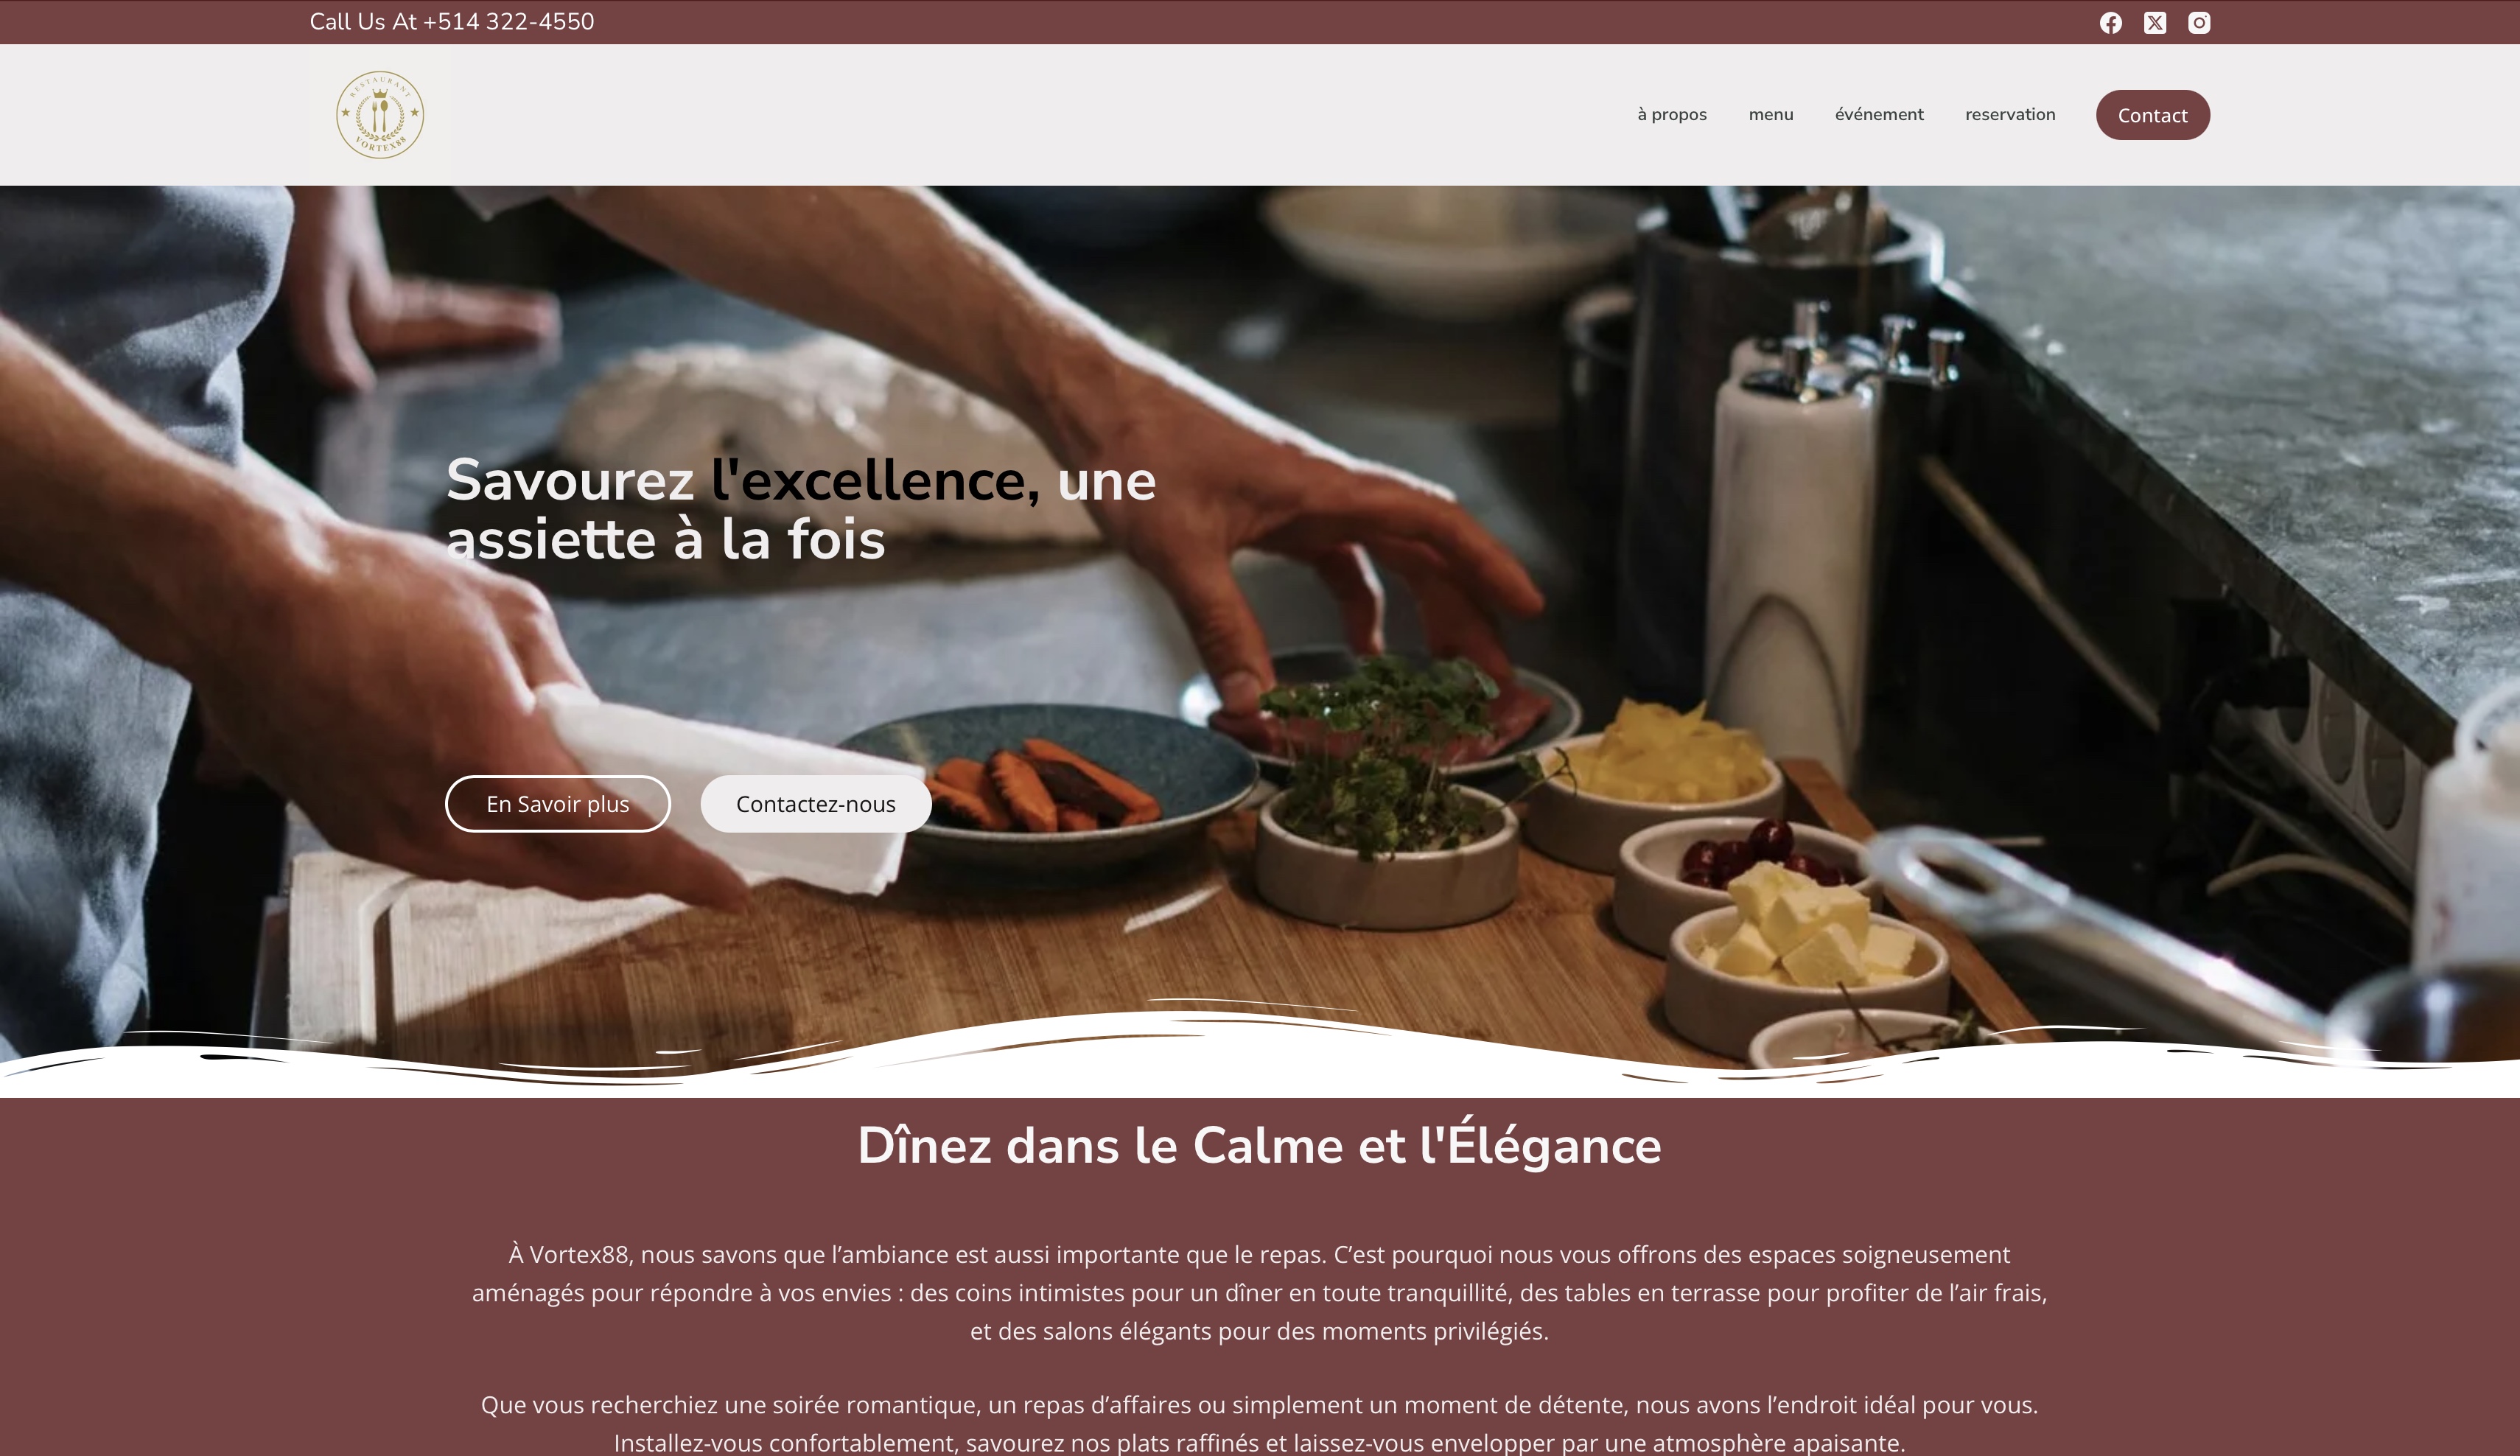 Call Us At +514 322-4550
RESTAURANT
VORTEX88
à propos menu événement reservation Contact
Savourez l'excellence, une
assiette à la fois
En Savoir plus Contactez-nous
Dînez dans le Calme et l'Élégance
À Vortex88, nous savons que l’ambiance est aussi importante que le repas. C’est pourquoi nous vous offrons des espaces soigneusement
aménagés pour répondre à vos envies : des coins intimistes pour un dîner en toute tranquillité, des tables en terrasse pour profiter de l’air frais,
et des salons élégants pour des moments privilégiés.
Que vous recherchiez une soirée romantique, un repas d’affaires ou simplement un moment de détente, nous avons l’endroit idéal pour vous.
Installez-vous confortablement, savourez nos plats raffinés et laissez-vous envelopper par une atmosphère apaisante.